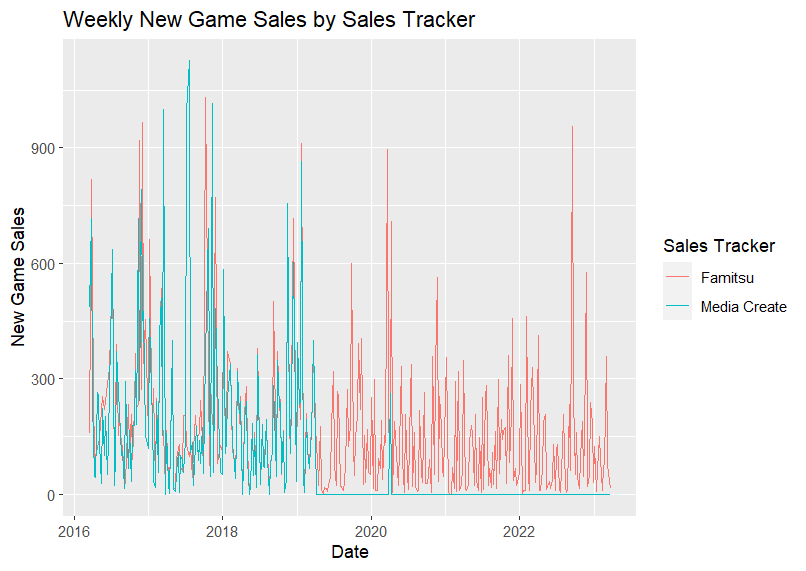 Weekly New Game Sales by Sales Tracker
New Game Sales
900
600
300
0
2016
2018
2020
2022
Date
Sales Tracker
Famitsu
Media Create